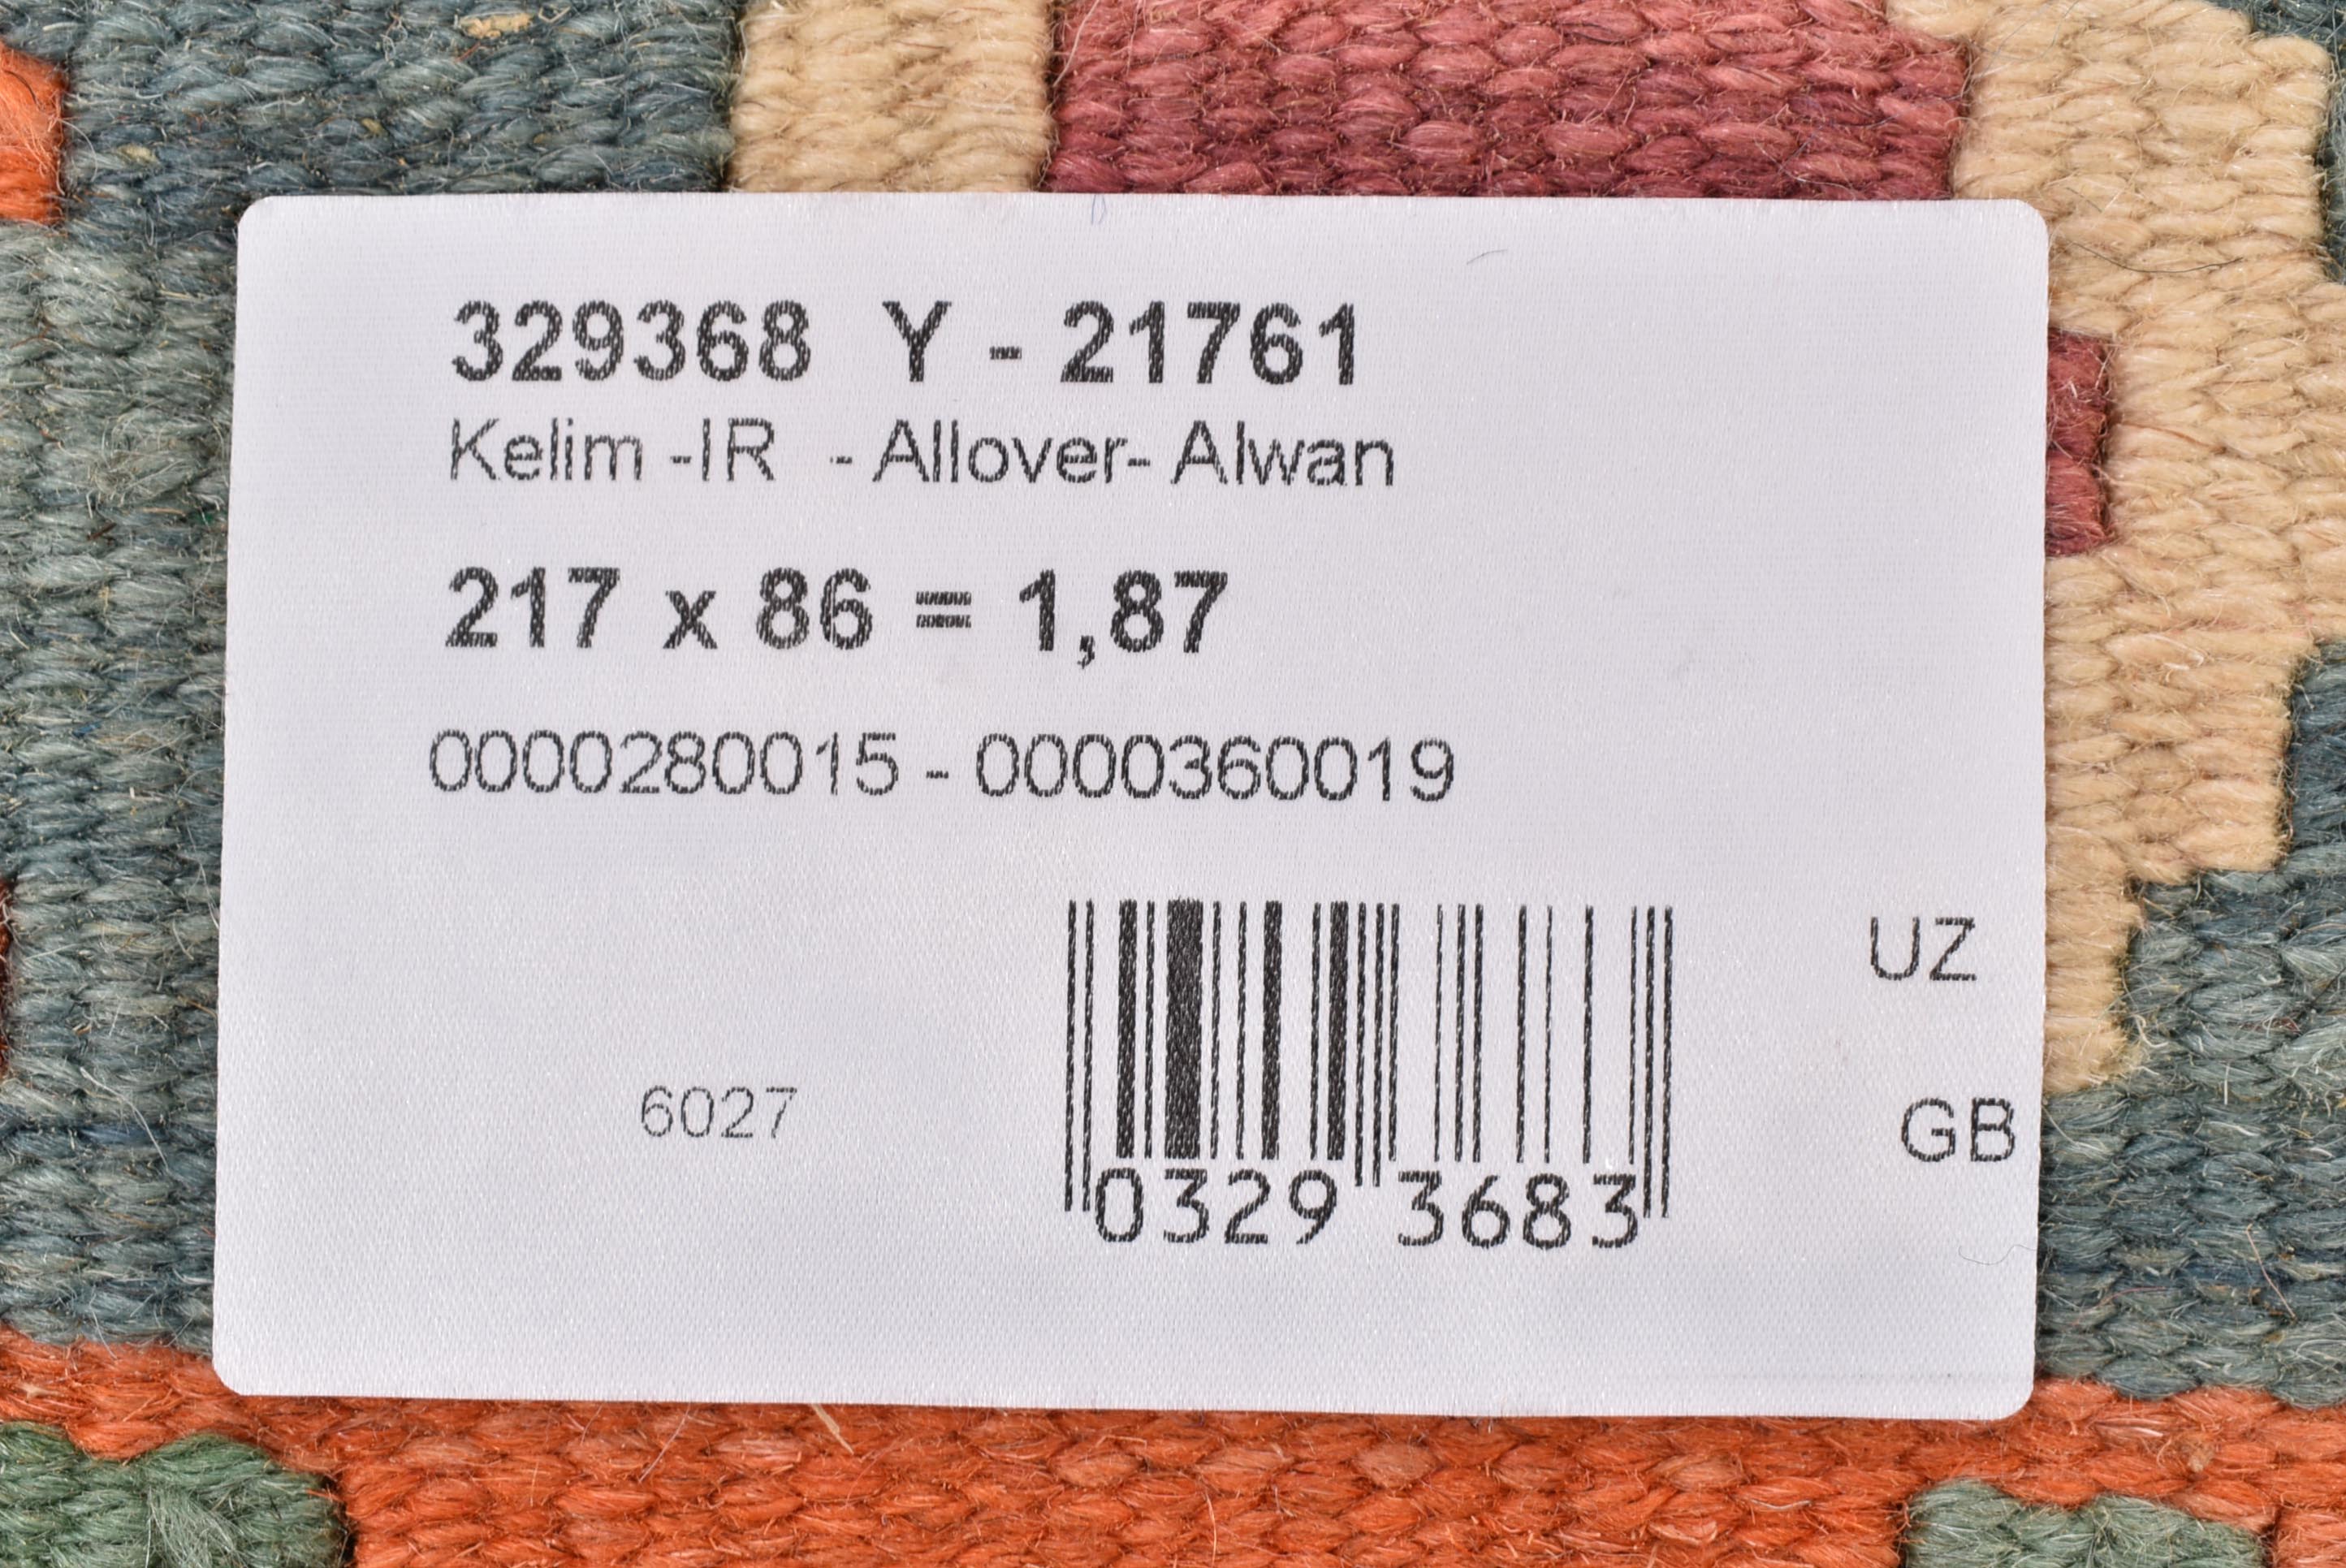 329368 Y - 21761
Kelim -IR - Allover- Alwan
217 x 86 = 1,87
0000280015 - 0000360019
UZ
6027
GB
0329 3683